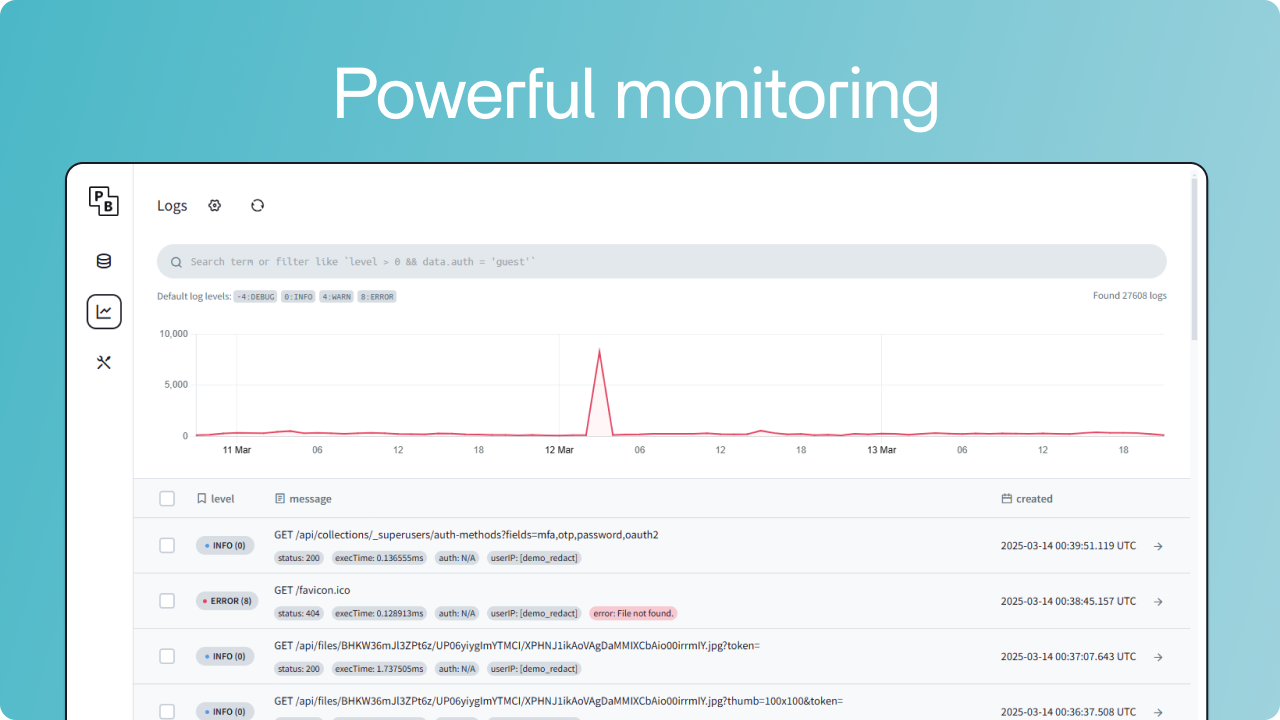 Powerful monitoring
PB
Logs
Search term or filter like `level > 0 && data.auth = 'guest'`
Default log levels: -4:DEBUG 0:INFO 4:WARN 8:ERROR
Found 27608 logs
10,000
5,000
0
11 Mar 06 12 18 12 Mar 06 12 18 13 Mar 06 12 18
level message created
INFO (0) GET /api/collections/_superusers/auth-methods?fields=mfa,otp,password,oauth2 2025-03-14 00:39:51.119 UTC
status: 200 execTime: 0.136555ms auth: N/A userIP: [demo_redact]
ERROR (8) GET /favicon.ico 2025-03-14 00:38:45.157 UTC
status: 404 execTime: 0.128913ms auth: N/A userIP: [demo_redact] error: File not found.
INFO (0) GET /api/files/BHKW36mJl3ZPt6z/UP06yiygImYTMCI/XPHNJ1ikAoVAgDaMMIXCbAio00irrmIY.jpg?token= 2025-03-14 00:37:07.643 UTC
status: 200 execTime: 1.737505ms auth: N/A userIP: [demo_redact]
INFO (0) GET /api/files/BHKW36mJl3ZPt6z/UP06yiygImYTMCI/XPHNJ1ikAoVAgDaMMIXCbAio00irrmIY.jpg?thumb=100x100&token= 2025-03-14 00:36:37.508 UTC